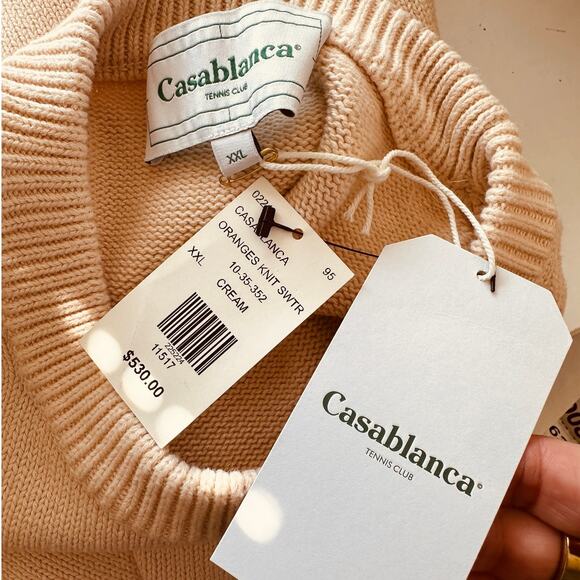 Casablanca®
TENNIS CLUB
XXL
022
95
CASABLANCA
ORANGES KNIT SWTR
10-35-352
XXL
CREAM
11517
$530.00
Casablanca®
TENNIS CLUB